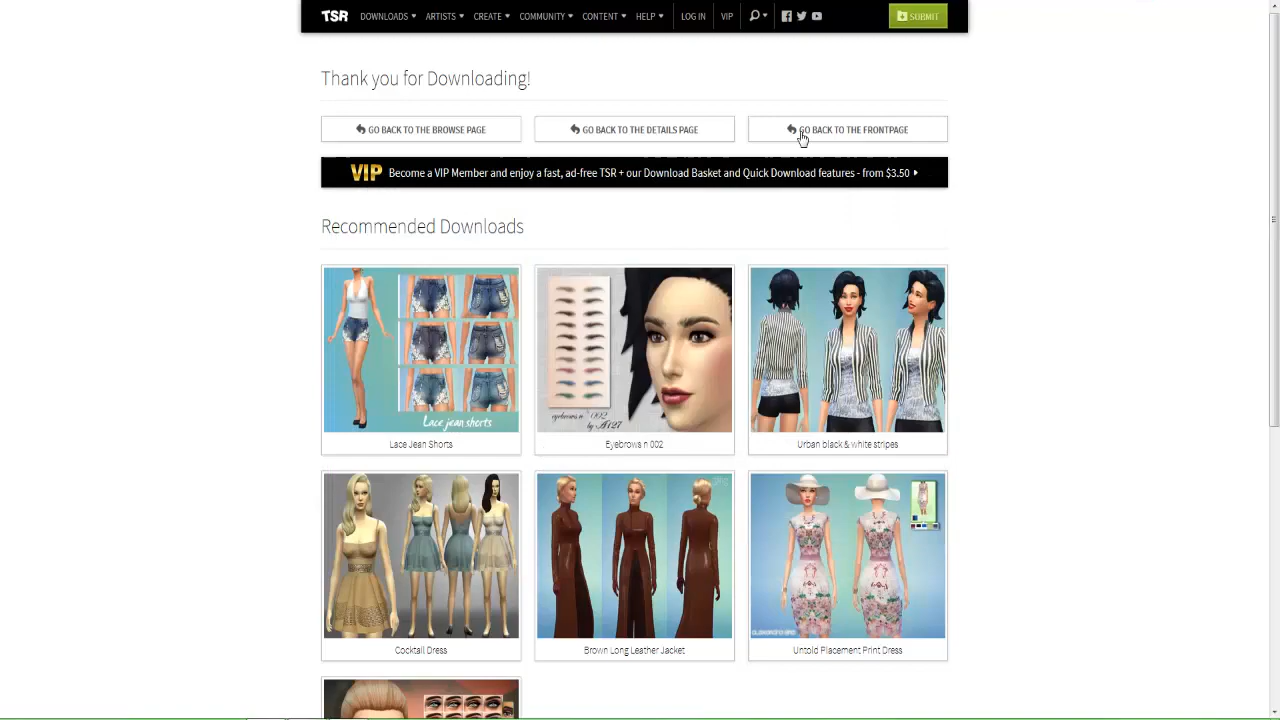 TSR DOWNLOADS ARTISTS CREATE COMMUNITY CONTENT HELP LOG IN VIP SUBMIT
Thank you for Downloading!
GO BACK TO THE BROWSE PAGE GO BACK TO THE DETAILS PAGE GO BACK TO THE FRONTPAGE
VIP Become a VIP Member and enjoy a fast, ad-free TSR + our Download Basket and Quick Download features - from $3.50
Recommended Downloads
Lace jean shorts
eyebrows n° 002
by A127
Lace Jean Shorts Eyebrows n 002 Urban black & white stripes
Cocktail Dress Brown Long Leather Jacket Untold Placement Print Dress